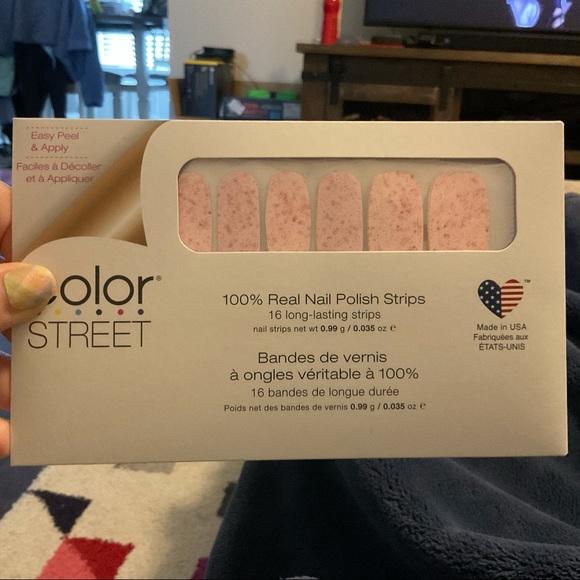 Easy Peel
& Apply
Faciles à Décoller
et à Appliquer
color®
STREET
100% Real Nail Polish Strips
16 long-lasting strips
nail strips net wt 0.99 g / 0.035 oz ℮
Bandes de vernis
à ongles véritable à 100%
16 bandes de longue durée
Poids net des bandes de vernis 0.99 g / 0.035 oz ℮
™
Made in USA
Fabriquées aux
ÉTATS-UNIS